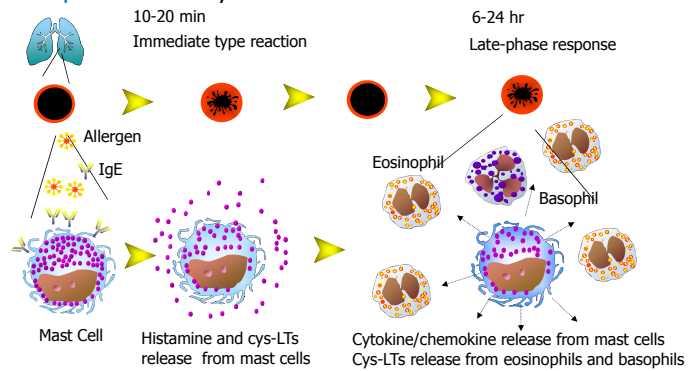 10-20 min
Immediate type reaction
6-24 hr
Late-phase response
Allergen
IgE
Eosinophil
Basophil
Mast Cell
Histamine and cys-LTs
release from mast cells
Cytokine/chemokine release from mast cells
Cys-LTs release from eosinophils and basophils